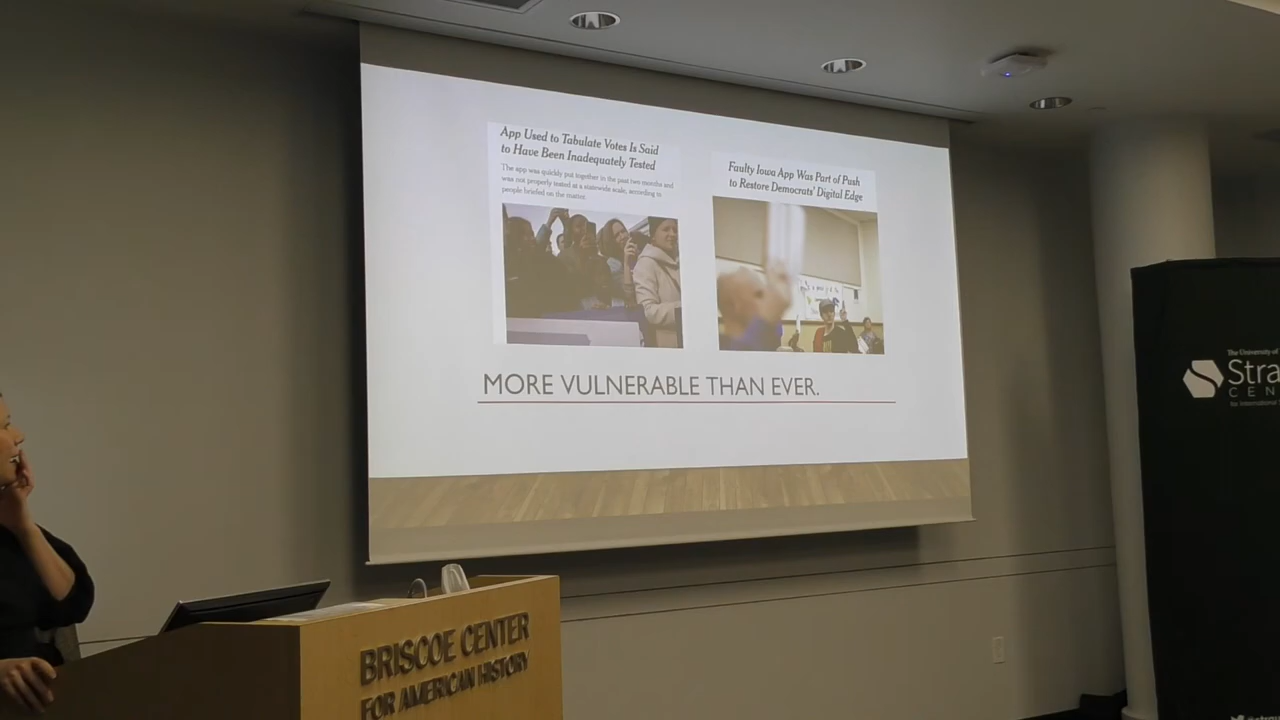 App Used to Tabulate Votes Is Said
to Have Been Inadequately Tested
The app was quickly put together in the past two months and
was not properly tested at a statewide scale, according to
people briefed on the matter.
Faulty Iowa App Was Part of Push
to Restore Democrats' Digital Edge
MORE VULNERABLE THAN EVER.
BRISCOE CENTER
FOR AMERICAN HISTORY
The University of
Stra
CEN
for International